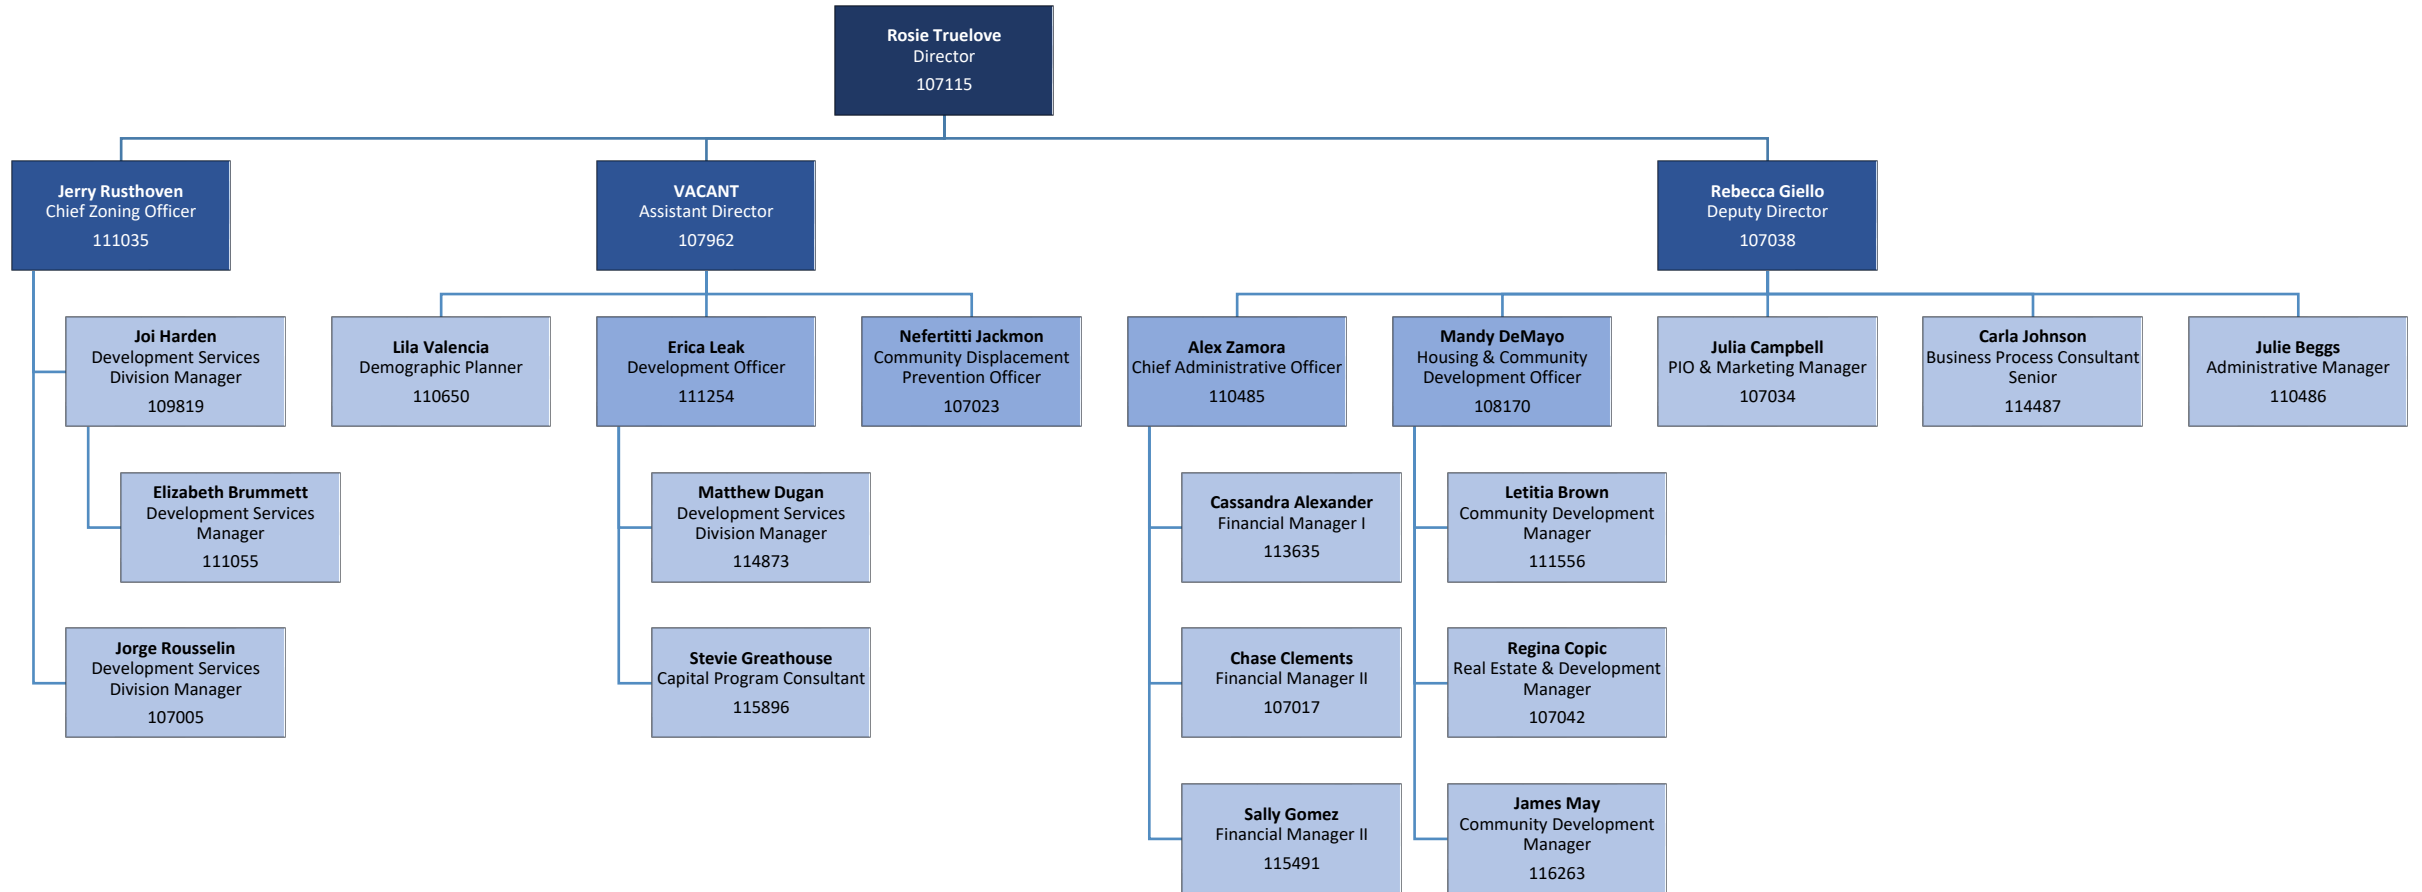 Rosie Truelove
Director
107115
Jerry Rusthoven
Chief Zoning Officer
111035
VACANT
Assistant Director
107962
Rebecca Giello
Deputy Director
107038
Joi Harden
Development Services
Division Manager
109819
Lila Valencia
Demographic Planner
110650
Erica Leak
Development Officer
111254
Nefertitti Jackmon
Community Displacement
Prevention Officer
107023
Alex Zamora
Chief Administrative Officer
110485
Mandy DeMayo
Housing & Community
Development Officer
108170
Julia Campbell
PIO & Marketing Manager
107034
Carla Johnson
Business Process Consultant
Senior
114487
Julie Beggs
Administrative Manager
110486
Elizabeth Brummett
Development Services
Manager
111055
Matthew Dugan
Development Services
Division Manager
114873
Cassandra Alexander
Financial Manager I
113635
Letitia Brown
Community Development
Manager
111556
Jorge Rousselin
Development Services
Division Manager
107005
Stevie Greathouse
Capital Program Consultant
115896
Chase Clements
Financial Manager II
107017
Regina Copic
Real Estate & Development
Manager
107042
Sally Gomez
Financial Manager II
115491
James May
Community Development
Manager
116263